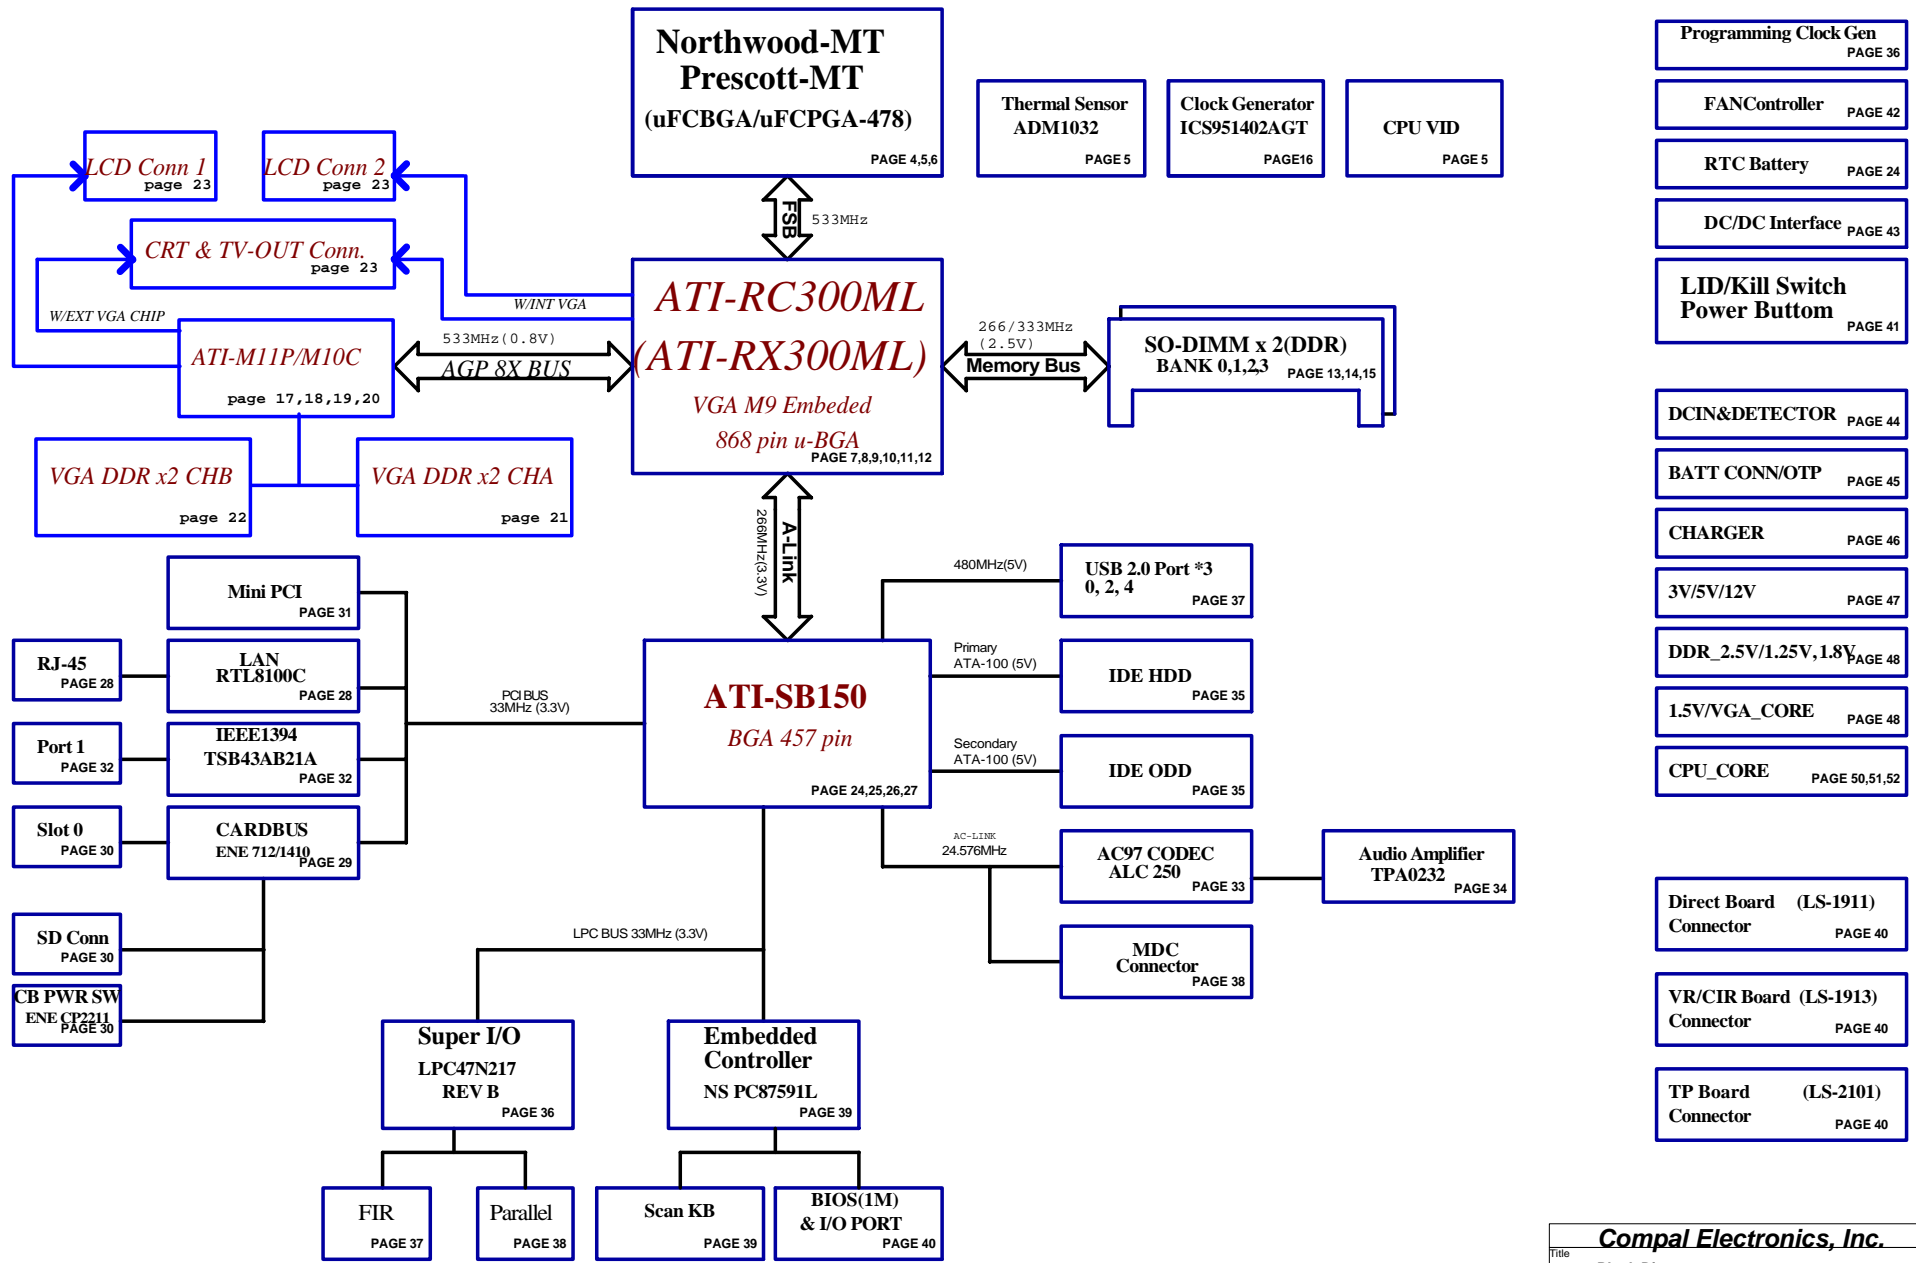 Northwood-MT
Prescott-MT
(uFCBGA/uFCPGA-478)
PAGE 4,5,6
Thermal Sensor
ADM1032
PAGE 5
Clock Generator
ICS951402AGT
PAGE16
CPU VID
PAGE 5
Programming Clock Gen
PAGE 36
FANController
PAGE 42
RTC Battery
PAGE 24
DC/DC Interface
PAGE 43
LID/Kill Switch
Power Buttom
PAGE 41
LCD Conn 1
page 23
LCD Conn 2
page 23
CRT & TV-OUT Conn.
page 23
FSB
533MHz
W/INT VGA
W/EXT VGA CHIP
ATI-M11P/M10C
page 17,18,19,20
533MHz(0.8V)
AGP 8X BUS
ATI-RC300ML
(ATI-RX300ML)
VGA M9 Embeded
868 pin u-BGA
PAGE 7,8,9,10,11,12
266/333MHz
(2.5V)
Memory Bus
SO-DIMM x 2(DDR)
BANK 0,1,2,3
PAGE 13,14,15
VGA DDR x2 CHB
page 22
VGA DDR x2 CHA
page 21
A-Link
266MHz(3.3V)
DCIN&DETECTOR
PAGE 44
BATT CONN/OTP
PAGE 45
CHARGER
PAGE 46
3V/5V/12V
PAGE 47
DDR_2.5V/1.25V,1.8V
PAGE 48
1.5V/VGA_CORE
PAGE 48
CPU_CORE
PAGE 50,51,52
Mini PCI
PAGE 31
RJ-45
PAGE 28
LAN
RTL8100C
PAGE 28
Port 1
PAGE 32
IEEE1394
TSB43AB21A
PAGE 32
Slot 0
PAGE 30
CARDBUS
ENE 712/1410
PAGE 29
SD Conn
PAGE 30
CB PWR SW
ENE CP2211
PAGE 30
PCI BUS
33MHz (3.3V)
ATI-SB150
BGA 457 pin
PAGE 24,25,26,27
480MHz(5V)
USB 2.0 Port *3
0, 2, 4
PAGE 37
Primary
ATA-100 (5V)
IDE HDD
PAGE 35
Secondary
ATA-100 (5V)
IDE ODD
PAGE 35
AC-LINK
24.576MHz
AC97 CODEC
ALC 250
PAGE 33
Audio Amplifier
TPA0232
PAGE 34
MDC
Connector
PAGE 38
LPC BUS 33MHz (3.3V)
Super I/O
LPC47N217
REV B
PAGE 36
Embedded
Controller
NS PC87591L
PAGE 39
FIR
PAGE 37
Parallel
PAGE 38
Scan KB
PAGE 39
BIOS(1M)
& I/O PORT
PAGE 40
Direct Board (LS-1911)
Connector
PAGE 40
VR/CIR Board (LS-1913)
Connector
PAGE 40
TP Board (LS-2101)
Connector
PAGE 40
Compal Electronics, Inc.
Title